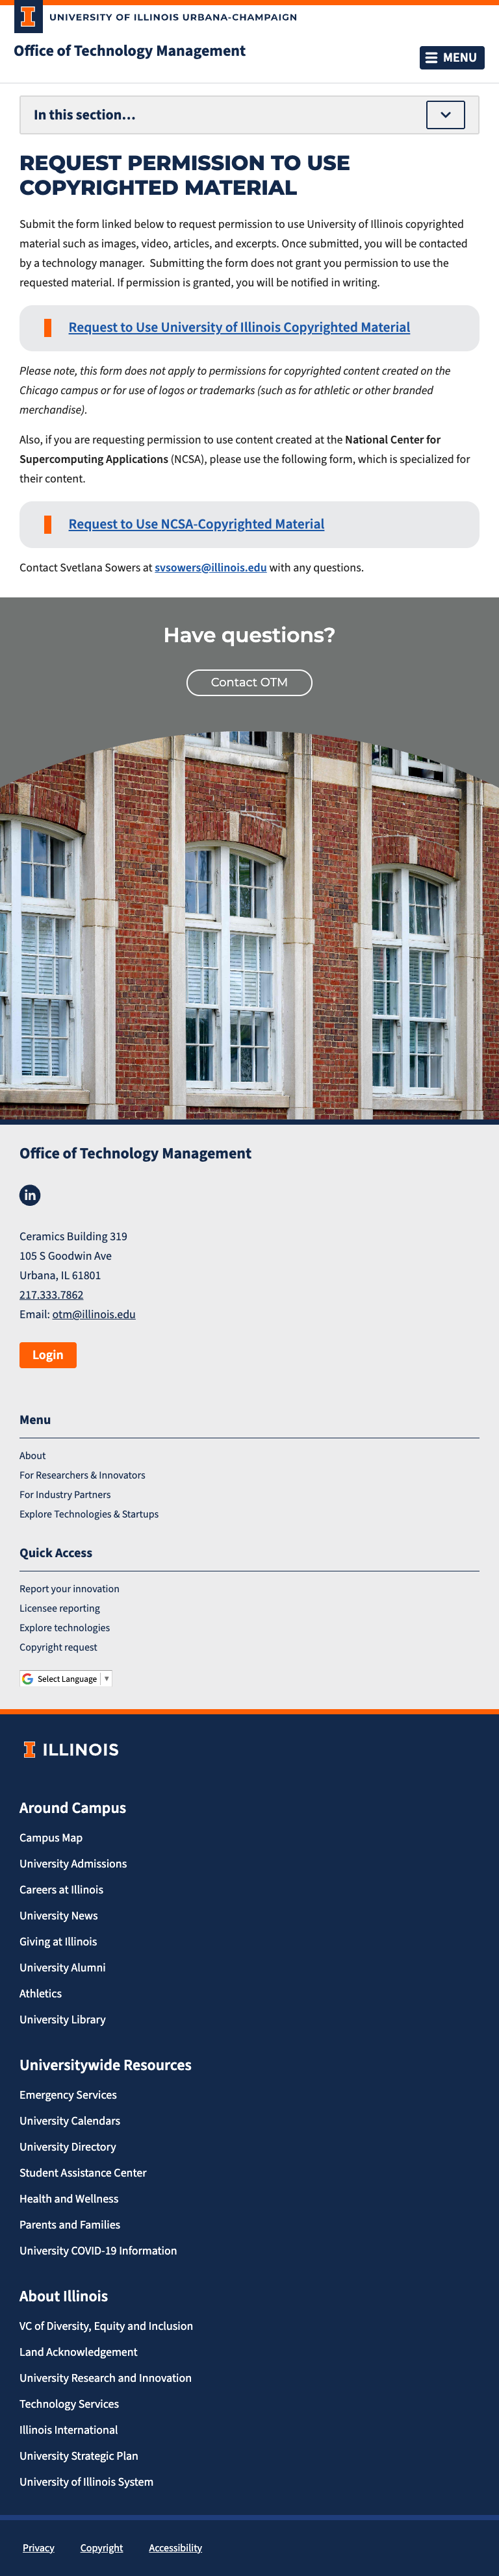 UNIVERSITY OF ILLINOIS URBANA-CHAMPAIGN
Office of Technology Management
MENU
In this section...
REQUEST PERMISSION TO USE
COPYRIGHTED MATERIAL
Submit the form linked below to request permission to use University of Illinois copyrighted
material such as images, video, articles, and excerpts. Once submitted, you will be contacted
by a technology manager. Submitting the form does not grant you permission to use the
requested material. If permission is granted, you will be notified in writing.
Request to Use University of Illinois Copyrighted Material
Please note, this form does not apply to permissions for copyrighted content created on the
Chicago campus or for use of logos or trademarks (such as for athletic or other branded
merchandise).
Also, if you are requesting permission to use content created at the National Center for
Supercomputing Applications (NCSA), please use the following form, which is specialized for
their content.
Request to Use NCSA-Copyrighted Material
Contact Svetlana Sowers at svsowers@illinois.edu with any questions.
Have questions?
Contact OTM
Office of Technology Management
in
Ceramics Building 319
105 S Goodwin Ave
Urbana, IL 61801
217.333.7862
Email: otm@illinois.edu
Login
Menu
About
For Researchers & Innovators
For Industry Partners
Explore Technologies & Startups
Quick Access
Report your innovation
Licensee reporting
Explore technologies
Copyright request
G Select Language ▼
I ILLINOIS
Around Campus
Campus Map
University Admissions
Careers at Illinois
University News
Giving at Illinois
University Alumni
Athletics
University Library
Universitywide Resources
Emergency Services
University Calendars
University Directory
Student Assistance Center
Health and Wellness
Parents and Families
University COVID-19 Information
About Illinois
VC of Diversity, Equity and Inclusion
Land Acknowledgement
University Research and Innovation
Technology Services
Illinois International
University Strategic Plan
University of Illinois System
Privacy Copyright Accessibility